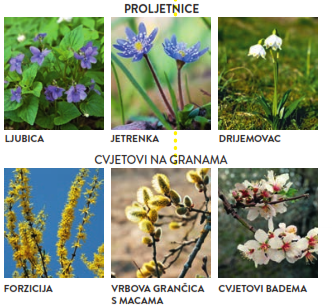 PROLJETNICE
LJUBICA
JETRENKA
DRIJEMOVAC
CVJETOVI NA GRANAMA
FORZICIJA
VRBOVA GRANČICA
S MACAMA
CVJETOVI BADEMA